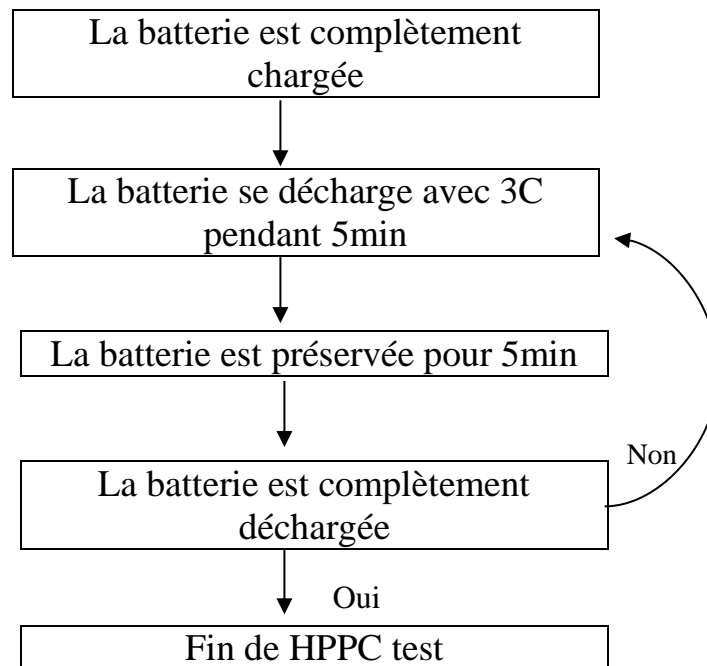 La batterie est complètement
chargée
La batterie se décharge avec 3C
pendant 5min
La batterie est préservée pour 5min
Non
La batterie est complètement
déchargée
Oui
Fin de HPPC test